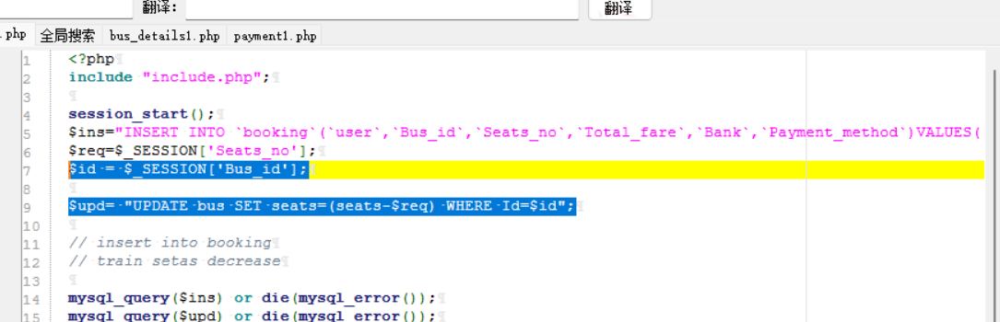 翻译： 翻译
.php 全局搜索 bus_details1.php payment1.php
1 <?php
2 include "include.php";
3
4 session_start();
5 $ins="INSERT INTO `booking`(`user`,`Bus_id`,`Seats_no`,`Total_fare`,`Bank`,`Payment_method`)VALUES(
6 $req=$_SESSION['Seats_no'];
7 $id = $_SESSION['Bus_id'];
8
9 $upd= "UPDATE bus SET seats=(seats-$req) WHERE Id=$id";
10
11 // insert into booking
12 // train setas decrease
13
14 mysql_query($ins) or die(mysql_error());
15 mysql_query($upd) or die(mysql_error());